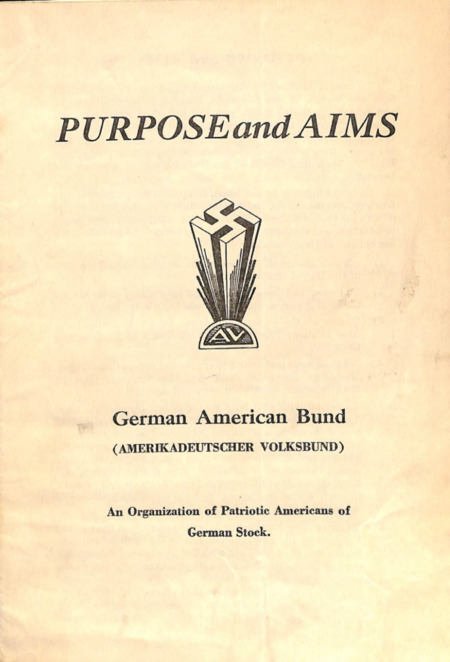 PURPOSE and AIMS
AV
German American Bund
(AMERIKADEUTSCHER VOLKSBUND)
An Organization of Patriotic Americans of
German Stock.